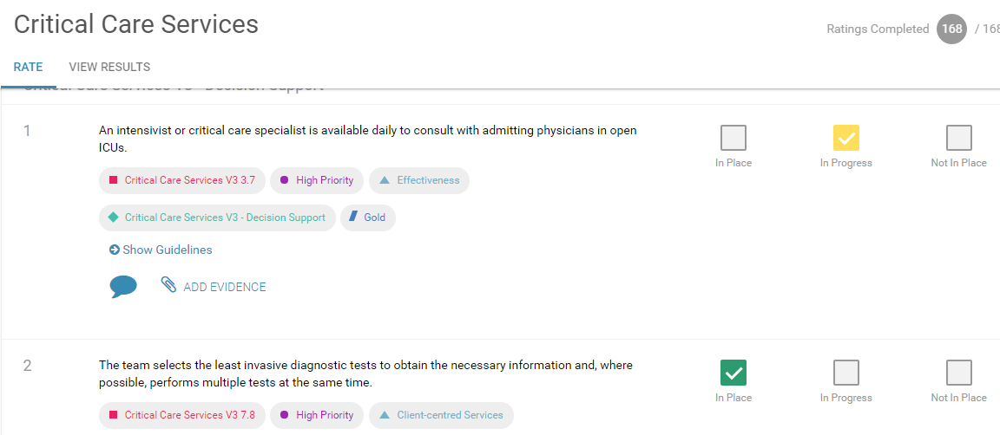 Critical Care Services
Ratings Completed 168 / 168
RATE VIEW RESULTS
Critical Care Services V3 - Decision Support
1
An intensivist or critical care specialist is available daily to consult with admitting physicians in open
ICUs.
In Place In Progress Not In Place
Critical Care Services V3 3.7 High Priority Effectiveness
Critical Care Services V3 - Decision Support Gold
Show Guidelines
ADD EVIDENCE
2
The team selects the least invasive diagnostic tests to obtain the necessary information and, where
possible, performs multiple tests at the same time.
In Place In Progress Not In Place
Critical Care Services V3 7.8 High Priority Client-centred Services